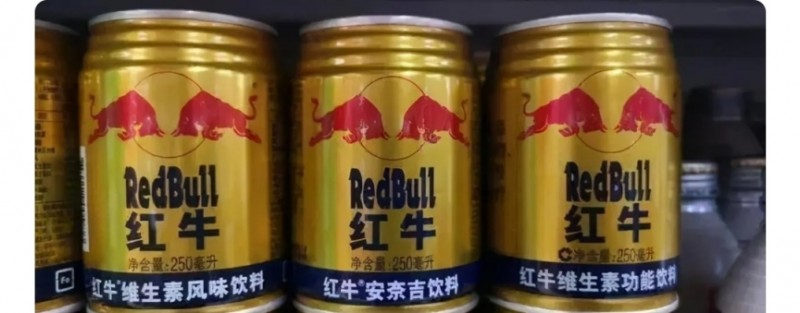 RedBull
红牛
净含量:250毫升
红牛®维生素风味饮料
RedBull
红牛
净含量:250毫升
红牛®安奈吉饮料
RedBull
红牛
净含量:250毫升
红牛维生素功能饮料
Fe